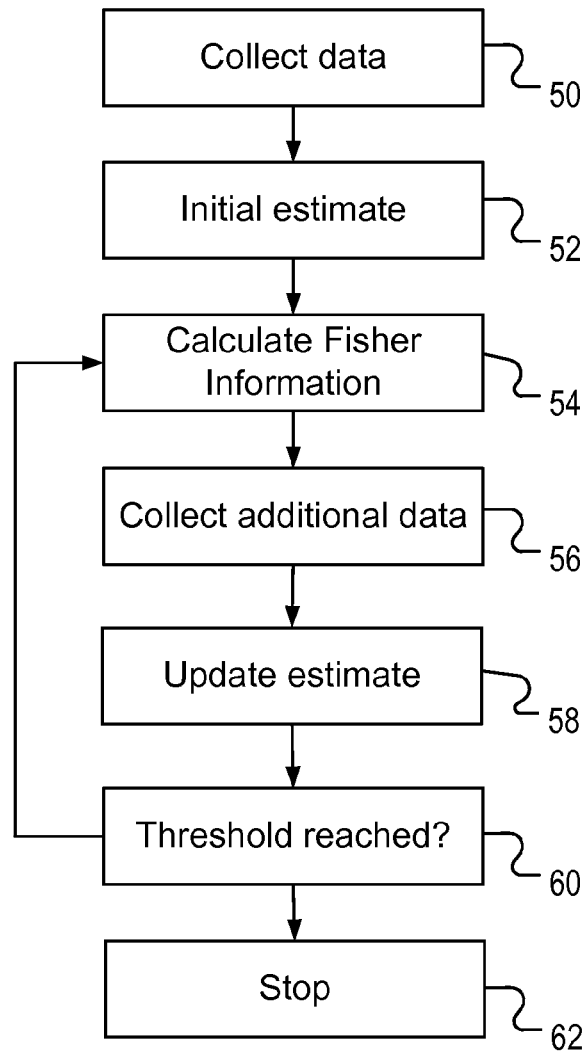 Collect data
50
Initial estimate
52
Calculate Fisher
Information
54
Collect additional data
56
Update estimate
58
Threshold reached?
60
Stop
62